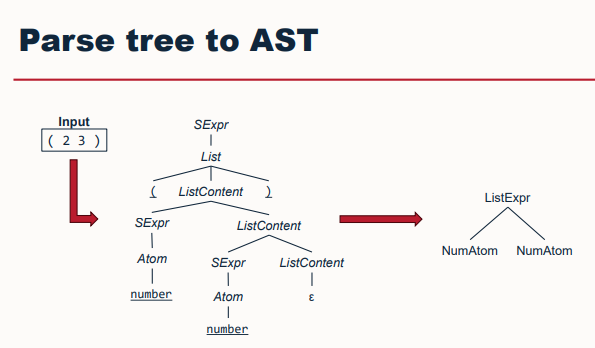 Parse tree to AST
Input
( 2 3 )
SExpr
List
( ListContent )
SExpr ListContent
Atom SExpr ListContent
number Atom ε
number
ListExpr
NumAtom NumAtom